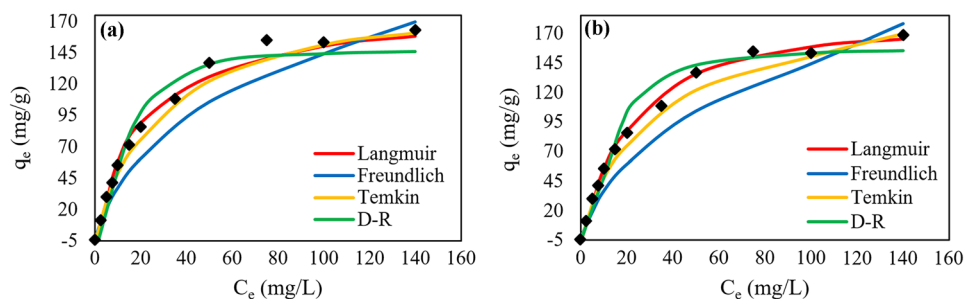 (a)
170
145
120
95
70
45
20
-5
qₑ (mg/g)
Langmuir
Freundlich
Temkin
D-R
0 20 40 60 80 100 120 140 160
Cₑ (mg/L)
(b)
170
145
120
95
70
45
20
-5
qₑ (mg/g)
Langmuir
Freundlich
Temkin
D-R
0 20 40 60 80 100 120 140 160
Cₑ (mg/L)